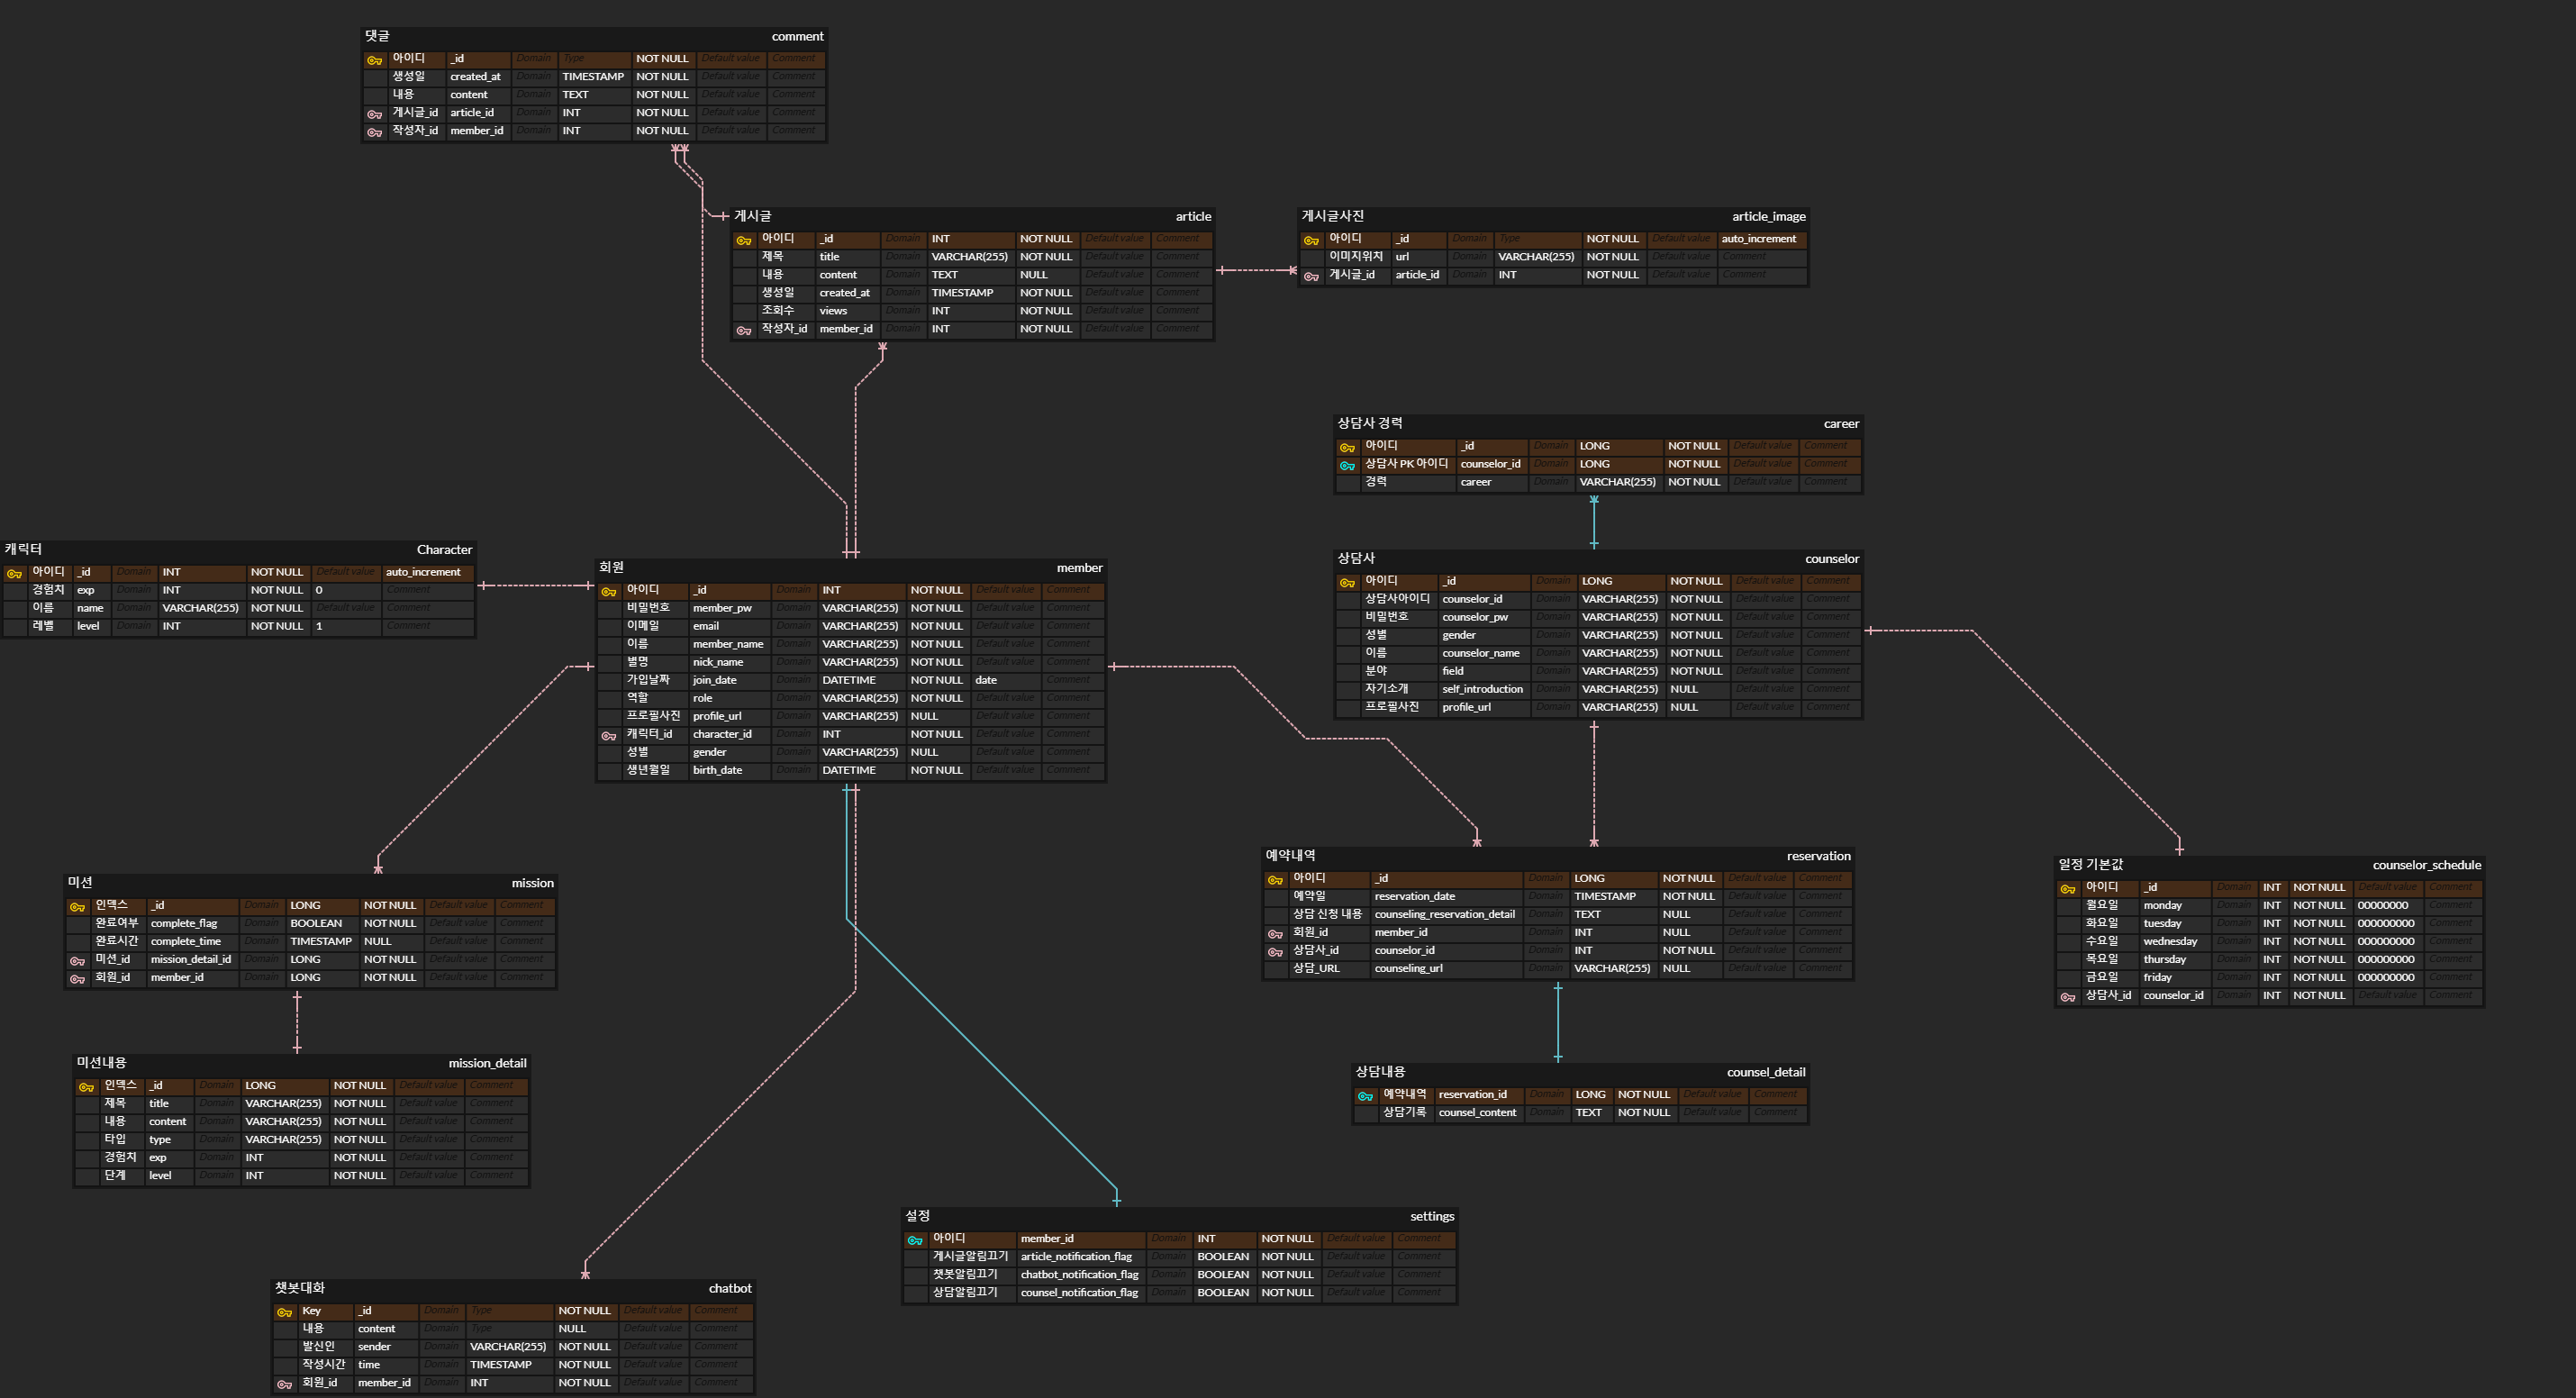 댓글 comment
아이디 _id Domain Type NOT NULL Default value Comment
생성일 created_at Domain TIMESTAMP NOT NULL Default value Comment
내용 content Domain TEXT NOT NULL Default value Comment
게시글_id article_id Domain INT NOT NULL Default value Comment
작성자_id member_id Domain INT NOT NULL Default value Comment
게시글 article
아이디 _id Domain INT NOT NULL Default value Comment
제목 title Domain VARCHAR(255) NOT NULL Default value Comment
내용 content Domain TEXT NULL Default value Comment
생성일 created_at Domain TIMESTAMP NOT NULL Default value Comment
조회수 views Domain INT NOT NULL Default value Comment
작성자_id member_id Domain INT NOT NULL Default value Comment
게시글사진 article_image
아이디 _id Domain Type NOT NULL Default value auto_increment
이미지위치 url Domain VARCHAR(255) NOT NULL Default value Comment
게시글_id article_id Domain INT NOT NULL Default value Comment
상담사 경력 career
아이디 _id Domain LONG NOT NULL Default value Comment
상담사 PK 아이디 counselor_id Domain LONG NOT NULL Default value Comment
경력 career Domain VARCHAR(255) NOT NULL Default value Comment
캐릭터 Character
아이디 _id Domain INT NOT NULL Default value auto_increment
경험치 exp Domain INT NOT NULL 0 Comment
이름 name Domain VARCHAR(255) NOT NULL Default value Comment
레벨 level Domain INT NOT NULL 1 Comment
회원 member
아이디 _id Domain INT NOT NULL Default value Comment
비밀번호 member_pw Domain VARCHAR(255) NOT NULL Default value Comment
이메일 email Domain VARCHAR(255) NOT NULL Default value Comment
이름 member_name Domain VARCHAR(255) NOT NULL Default value Comment
별명 nick_name Domain VARCHAR(255) NOT NULL Default value Comment
가입날짜 join_date Domain DATETIME NOT NULL date Comment
역할 role Domain VARCHAR(255) NOT NULL Default value Comment
프로필사진 profile_url Domain VARCHAR(255) NULL Default value Comment
캐릭터_id character_id Domain INT NOT NULL Default value Comment
성별 gender Domain VARCHAR(255) NULL Default value Comment
생년월일 birth_date Domain DATETIME NOT NULL Default value Comment
상담사 counselor
아이디 _id Domain LONG NOT NULL Default value Comment
상담사아이디 counselor_id Domain VARCHAR(255) NOT NULL Default value Comment
비밀번호 counselor_pw Domain VARCHAR(255) NOT NULL Default value Comment
성별 gender Domain VARCHAR(255) NOT NULL Default value Comment
이름 counselor_name Domain VARCHAR(255) NOT NULL Default value Comment
분야 field Domain VARCHAR(255) NOT NULL Default value Comment
자기소개 self_introduction Domain VARCHAR(255) NULL Default value Comment
프로필사진 profile_url Domain VARCHAR(255) NULL Default value Comment
미션 mission
인덱스 _id Domain LONG NOT NULL Default value Comment
완료여부 complete_flag Domain BOOLEAN NOT NULL Default value Comment
완료시간 complete_time Domain TIMESTAMP NULL Default value Comment
미션_id mission_detail_id Domain LONG NOT NULL Default value Comment
회원_id member_id Domain LONG NOT NULL Default value Comment
예약내역 reservation
아이디 _id Domain LONG NOT NULL Default value Comment
예약일 reservation_date Domain TIMESTAMP NOT NULL Default value Comment
상담 신청 내용 counseling_reservation_detail Domain TEXT NULL Default value Comment
회원_id member_id Domain INT NULL Default value Comment
상담사_id counselor_id Domain INT NOT NULL Default value Comment
상담_URL counseling_url Domain VARCHAR(255) NULL Default value Comment
일정 기본값 counselor_schedule
아이디 _id Domain INT NOT NULL Default value Comment
월요일 monday Domain INT NOT NULL 00000000 Comment
화요일 tuesday Domain INT NOT NULL 000000000 Comment
수요일 wednesday Domain INT NOT NULL 000000000 Comment
목요일 thursday Domain INT NOT NULL 000000000 Comment
금요일 friday Domain INT NOT NULL 000000000 Comment
상담사_id counselor_id Domain INT NOT NULL Default value Comment
미션내용 mission_detail
인덱스 _id Domain LONG NOT NULL Default value Comment
제목 title Domain VARCHAR(255) NOT NULL Default value Comment
내용 content Domain VARCHAR(255) NOT NULL Default value Comment
타입 type Domain VARCHAR(255) NOT NULL Default value Comment
경험치 exp Domain INT NOT NULL Default value Comment
단계 level Domain INT NOT NULL Default value Comment
상담내용 counsel_detail
예약내역 reservation_id Domain LONG NOT NULL Default value Comment
상담기록 counsel_content Domain TEXT NOT NULL Default value Comment
설정 settings
아이디 member_id Domain INT NOT NULL Default value Comment
게시글알림끄기 article_notification_flag Domain BOOLEAN NOT NULL Default value Comment
챗봇알림끄기 chatbot_notification_flag Domain BOOLEAN NOT NULL Default value Comment
상담알림끄기 counsel_notification_flag Domain BOOLEAN NOT NULL Default value Comment
챗봇대화 chatbot
Key _id Domain Type NOT NULL Default value Comment
내용 content Domain Type NULL Default value Comment
발신인 sender Domain VARCHAR(255) NOT NULL Default value Comment
작성시간 time Domain TIMESTAMP NOT NULL Default value Comment
회원_id member_id Domain INT NOT NULL Default value Comment